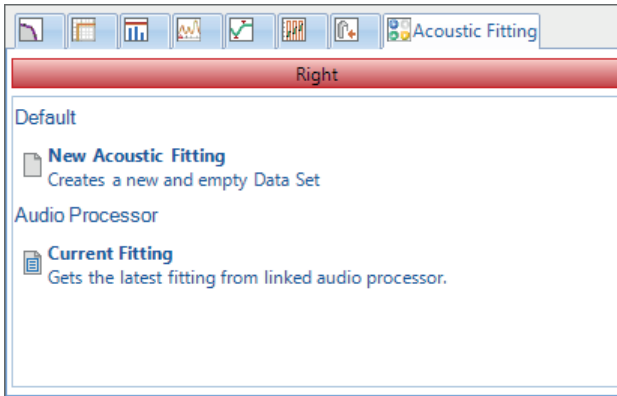 Acoustic Fitting
Right
Default
New Acoustic Fitting
Creates a new and empty Data Set
Audio Processor
Current Fitting
Gets the latest fitting from linked audio processor.